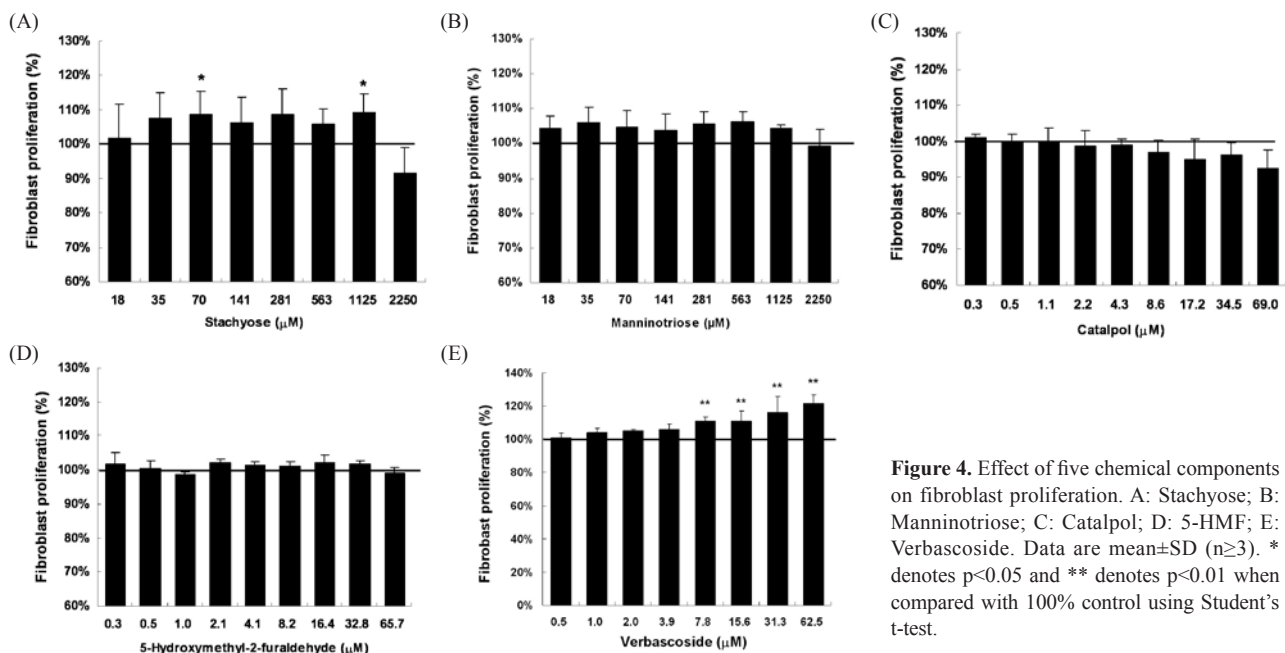 (A)
130%
120%
110%
100%
90%
80%
70%
60%
Fibroblast proliferation (%)
*
*
18 35 70 141 281 563 1125 2250
Stachyose (μM)
(B)
130%
120%
110%
100%
90%
80%
70%
60%
Fibroblast proliferation (%)
18 35 70 141 281 563 1125 2250
Manninotriose (μM)
(C)
130%
120%
110%
100%
90%
80%
70%
60%
Fibroblast proliferation (%)
0.3 0.5 1.1 2.2 4.3 8.6 17.2 34.5 69.0
Catalpol (μM)
(D)
130%
120%
110%
100%
90%
80%
70%
60%
Fibroblast proliferation (%)
0.3 0.5 1.0 2.1 4.1 8.2 16.4 32.8 65.7
5-Hydroxymethyl-2-furaldehyde (μM)
(E)
140%
120%
100%
80%
60%
40%
20%
0%
Fibrobast proliferation (%)
** ** ** **
0.5 1.0 2.0 3.9 7.8 15.6 31.3 62.5
Verbascoside (μM)
Figure 4. Effect of five chemical components
on fibroblast proliferation. A: Stachyose; B:
Manninotriose; C: Catalpol; D: 5-HMF; E:
Verbascoside. Data are mean±SD (n≥3). *
denotes p<0.05 and ** denotes p<0.01 when
compared with 100% control using Student's
t-test.